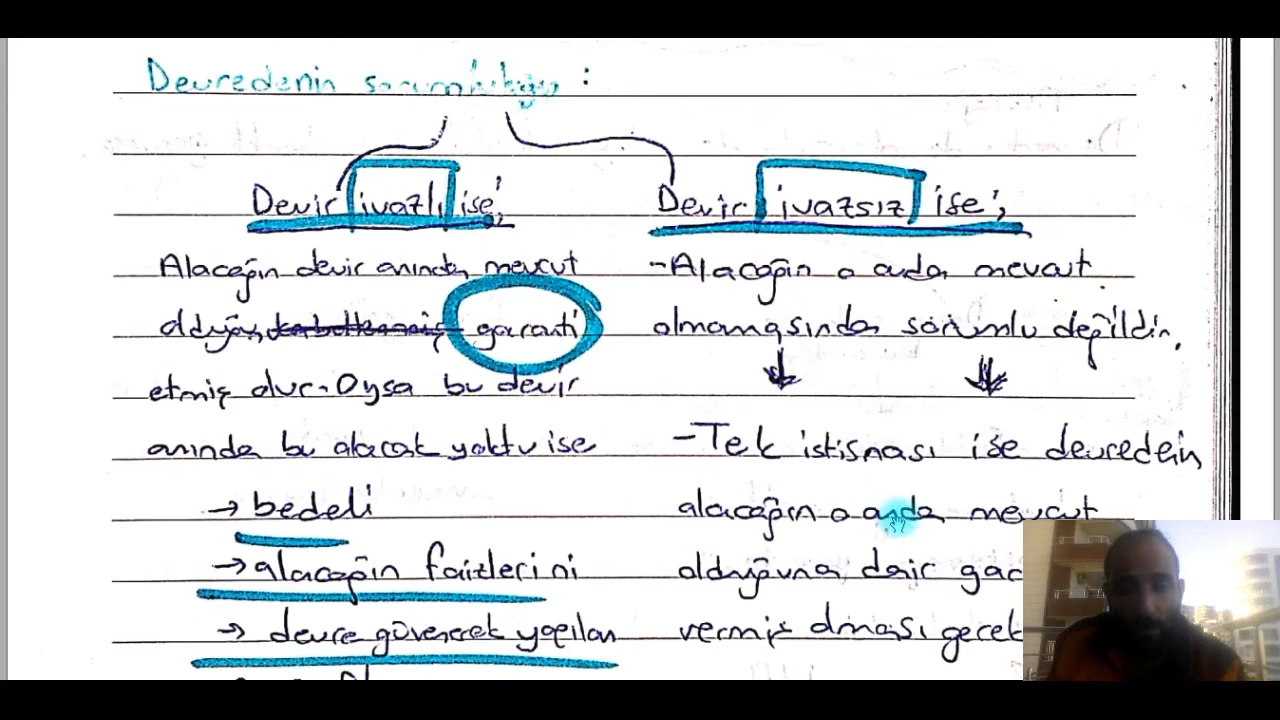 Devredenin sorumluluğu :
Devir ivazlı ise;
Alacağın devir anında mevcut
olduğunu garanti
etmiş olur. Oysa bu devir
anında bu alacak yoktu ise
→ bedeli
→ alacağın faizlerini
→ devre güvenerek yapılan
Devir ivazsız ise;
- Alacağın o anda mevcut
olmamasından sorumlu değildir.
- Tek istisnası ise devredein
alacağın o anda mevcut
olduğuna dair
vermiş olması gerek